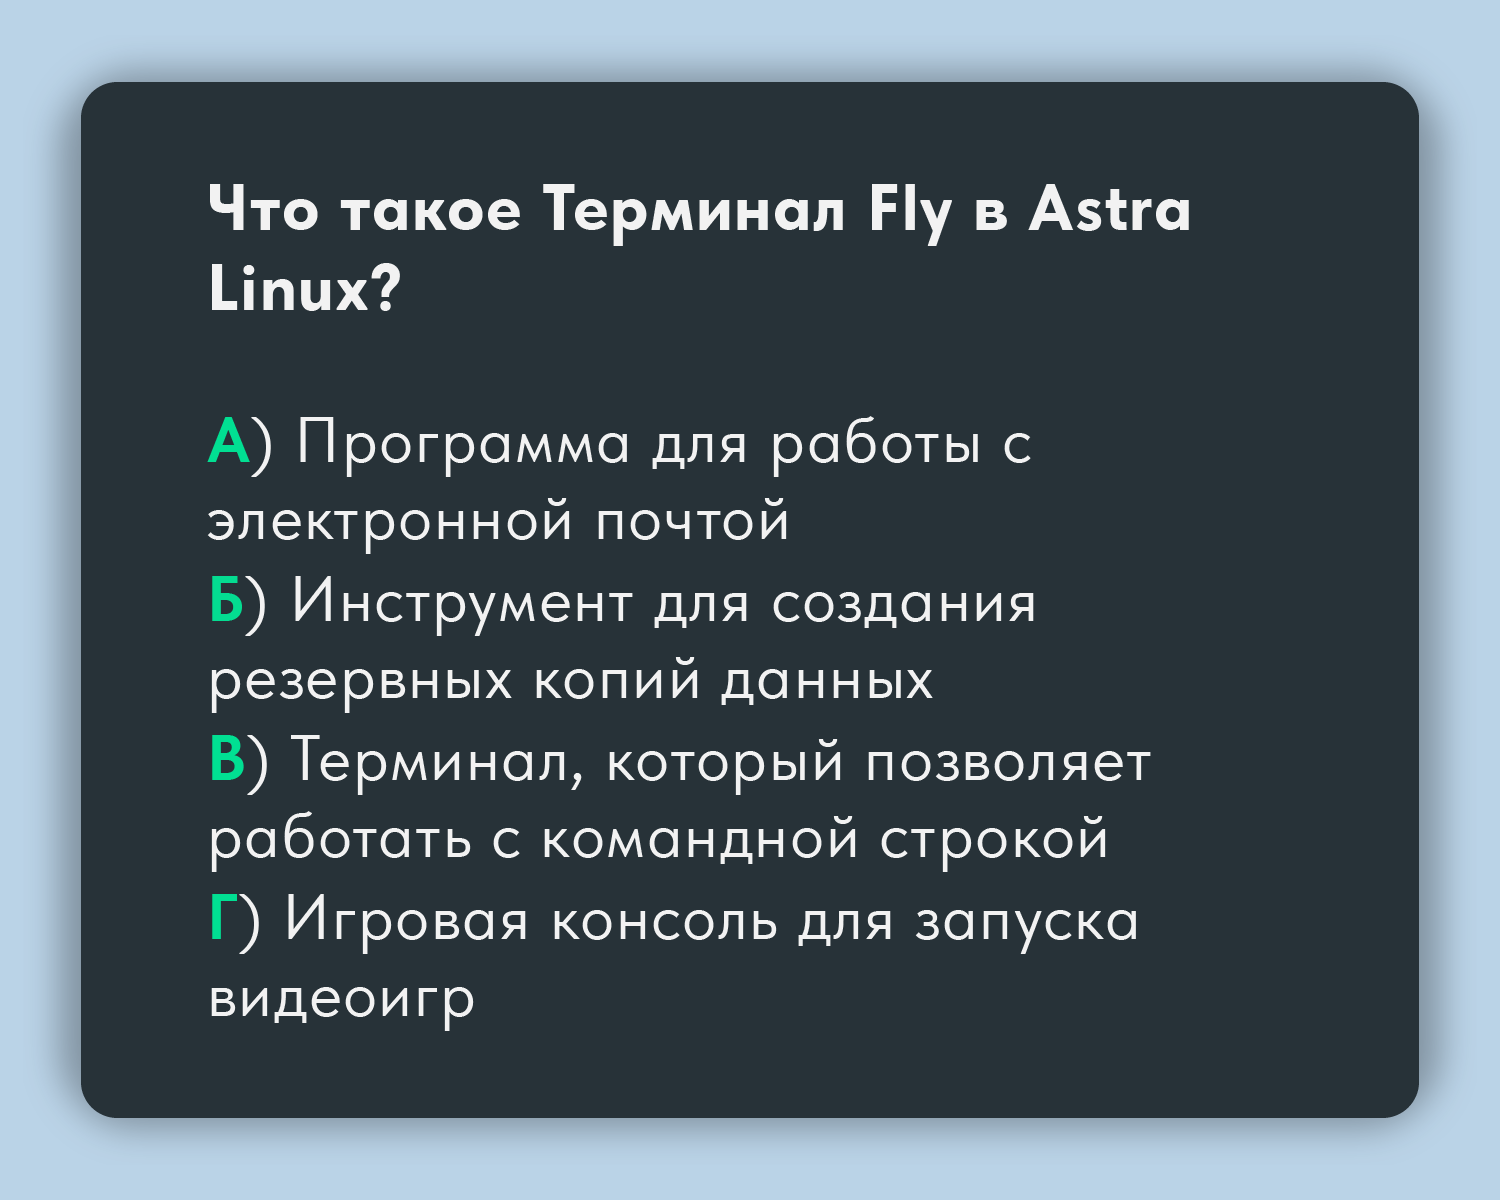 Что такое Терминал Fly в Astra
Linux?
А) Программа для работы с
электронной почтой
Б) Инструмент для создания
резервных копий данных
В) Терминал, который позволяет
работать с командной строкой
Г) Игровая консоль для запуска
видеоигр